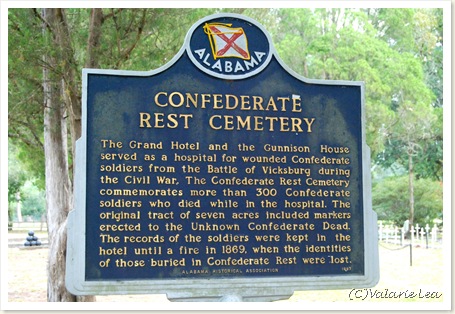 ALABAMA
CONFEDERATE
REST CEMETERY
The Grand Hotel and the Gunnison House
served as a hospital for wounded Confederate
soldiers from the Battle of Vicksburg during
the Civil War. The Confederate Rest Cemetery
commemorates more than 300 Confederate
soldiers who died while in the hospital. The
original tract of seven acres included markers
erected to the Unknown Confederate Dead.
The records of the soldiers were kept in the
hotel until a fire in 1869, when the identities
of those buried in Confederate Rest were lost.
ALABAMA HISTORICAL ASSOCIATION
(C)Valarie Lea